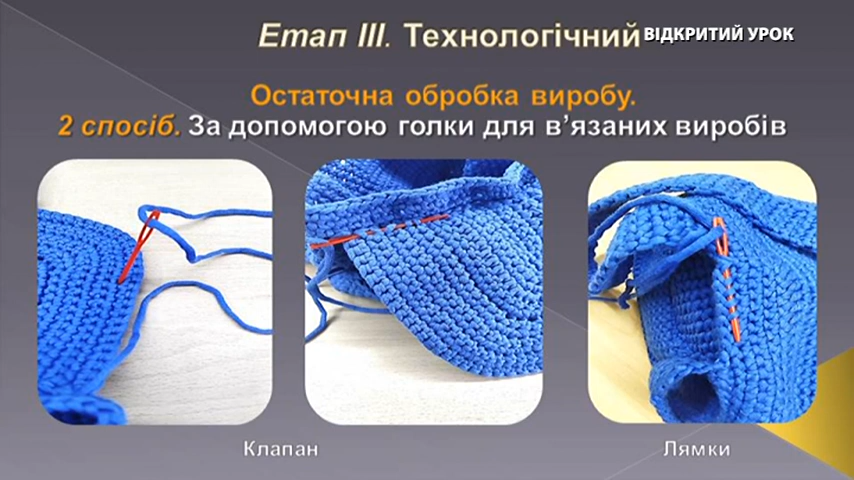 Етап III. Технологічний
ВІДКРИТИЙ УРОК
Остаточна обробка виробу.
2 спосіб. За допомогою голки для в’язаних виробів
Клапан
Лямки